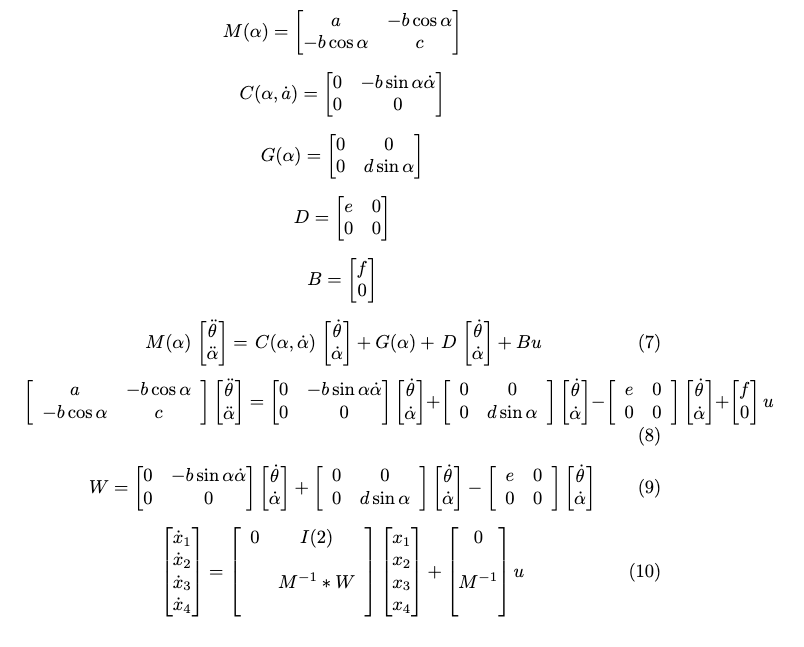 M(α) = [ a  −b cos α ; −b cos α  c ]
C(α, ȧ) = [ 0  −b sin αα̇ ; 0  0 ]
G(α) = [ 0  0 ; 0  d sin α ]
D = [ e  0 ; 0  0 ]
B = [ f ; 0 ]
M(α) [ θ̈ ; α̈ ] = C(α, α̇) [ θ̇ ; α̇ ] + G(α) + D [ θ̇ ; α̇ ] + Bu (7)
[ a  −b cos α ; −b cos α  c ] [ θ̈ ; α̈ ] = [ 0  −b sin αα̇ ; 0  0 ] [ θ̇ ; α̇ ] + [ 0  0 ; 0  d sin α ] [ θ̇ ; α̇ ] − [ e  0 ; 0  0 ] [ θ̇ ; α̇ ] + [ f ; 0 ] u
(8)
W = [ 0  −b sin αα̇ ; 0  0 ] [ θ̇ ; α̇ ] + [ 0  0 ; 0  d sin α ] [ θ̇ ; α̇ ] − [ e  0 ; 0  0 ] [ θ̇ ; α̇ ] (9)
[ ẋ₁ ; ẋ₂ ; ẋ₃ ; ẋ₄ ] = [ 0  I(2) ; M⁻¹ ∗ W ] [ x₁ ; x₂ ; x₃ ; x₄ ] + [ 0 ; M⁻¹ ] u (10)